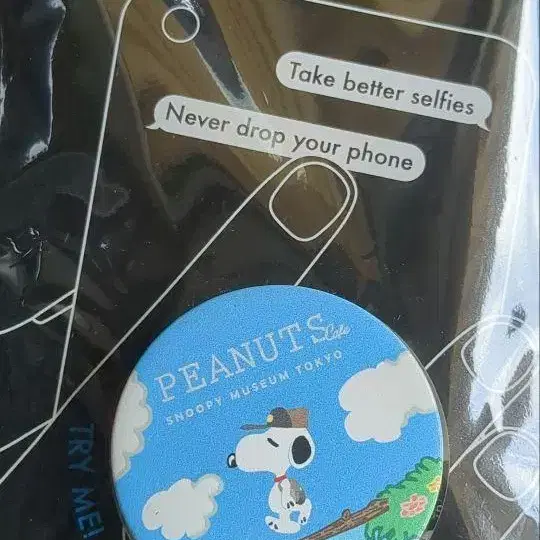 Take better selfies
Never drop your phone
PEANUTS Cafe
SNOOPY MUSEUM TOKYO
TRY ME!